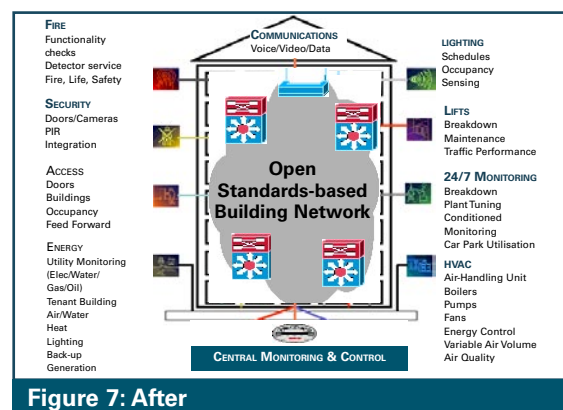 FIRE
Functionality
checks
Detector service
Fire, Life, Safety
SECURITY
Doors/Cameras
PIR
Integration
ACCESS
Doors
Buildings
Occupancy
Feed Forward
ENERGY
Utility Monitoring
(Elec/Water/
Gas/Oil)
Tenant Building
Air/Water
Heat
Lighting
Back-up
Generation
COMMUNICATIONS
Voice/Video/Data
Open
Standards-based
Building Network
CENTRAL MONITORING & CONTROL
LIGHTING
Schedules
Occupancy
Sensing
LIFTS
Breakdown
Maintenance
Traffic Performance
24/7 MONITORING
Breakdown
Plant Tuning
Conditioned
Monitoring
Car Park Utilisation
HVAC
Air-Handling Unit
Boilers
Pumps
Fans
Energy Control
Variable Air Volume
Air Quality
Figure 7: After